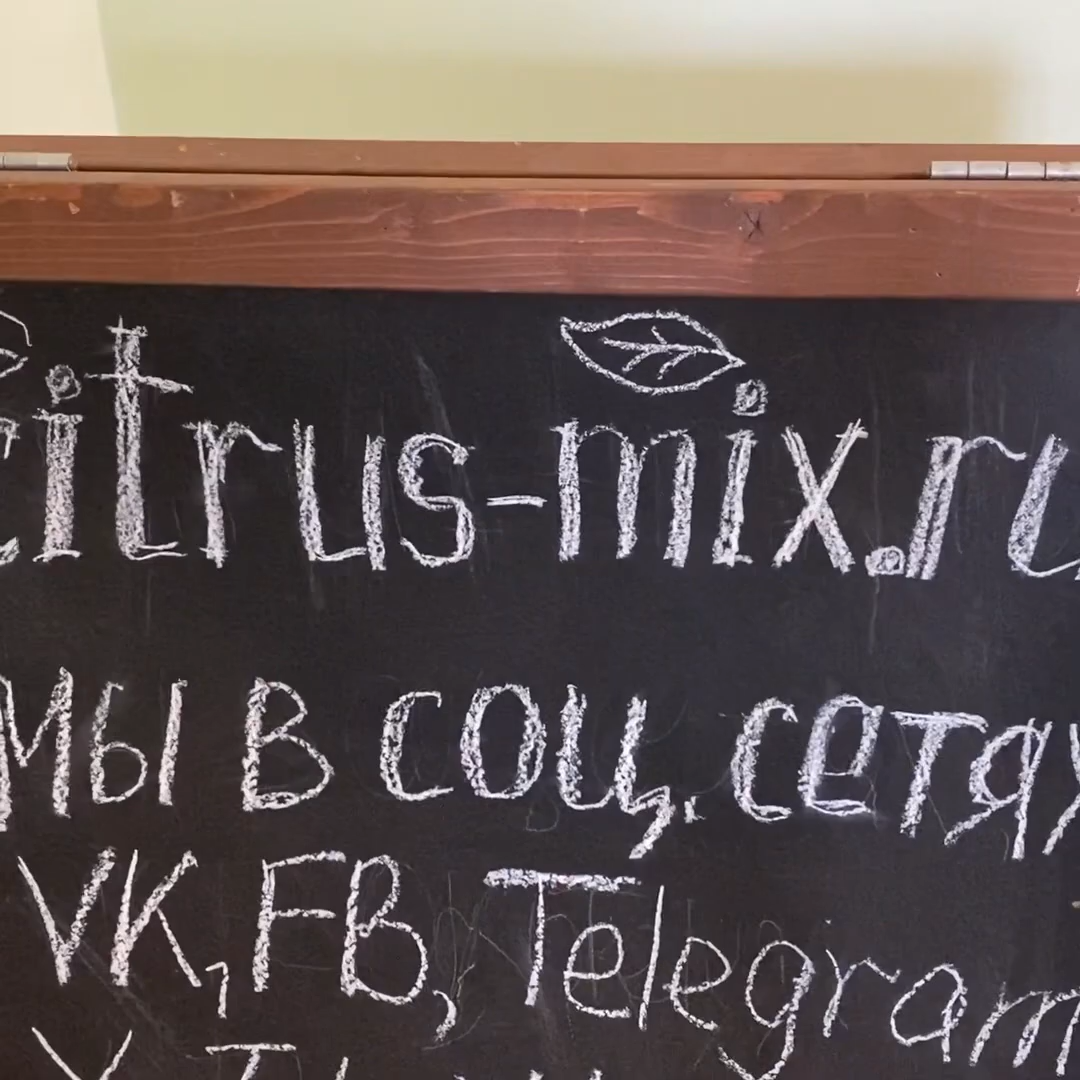 citrus-mix.ru
мы в соц. сетях
VK, FB, Telegram